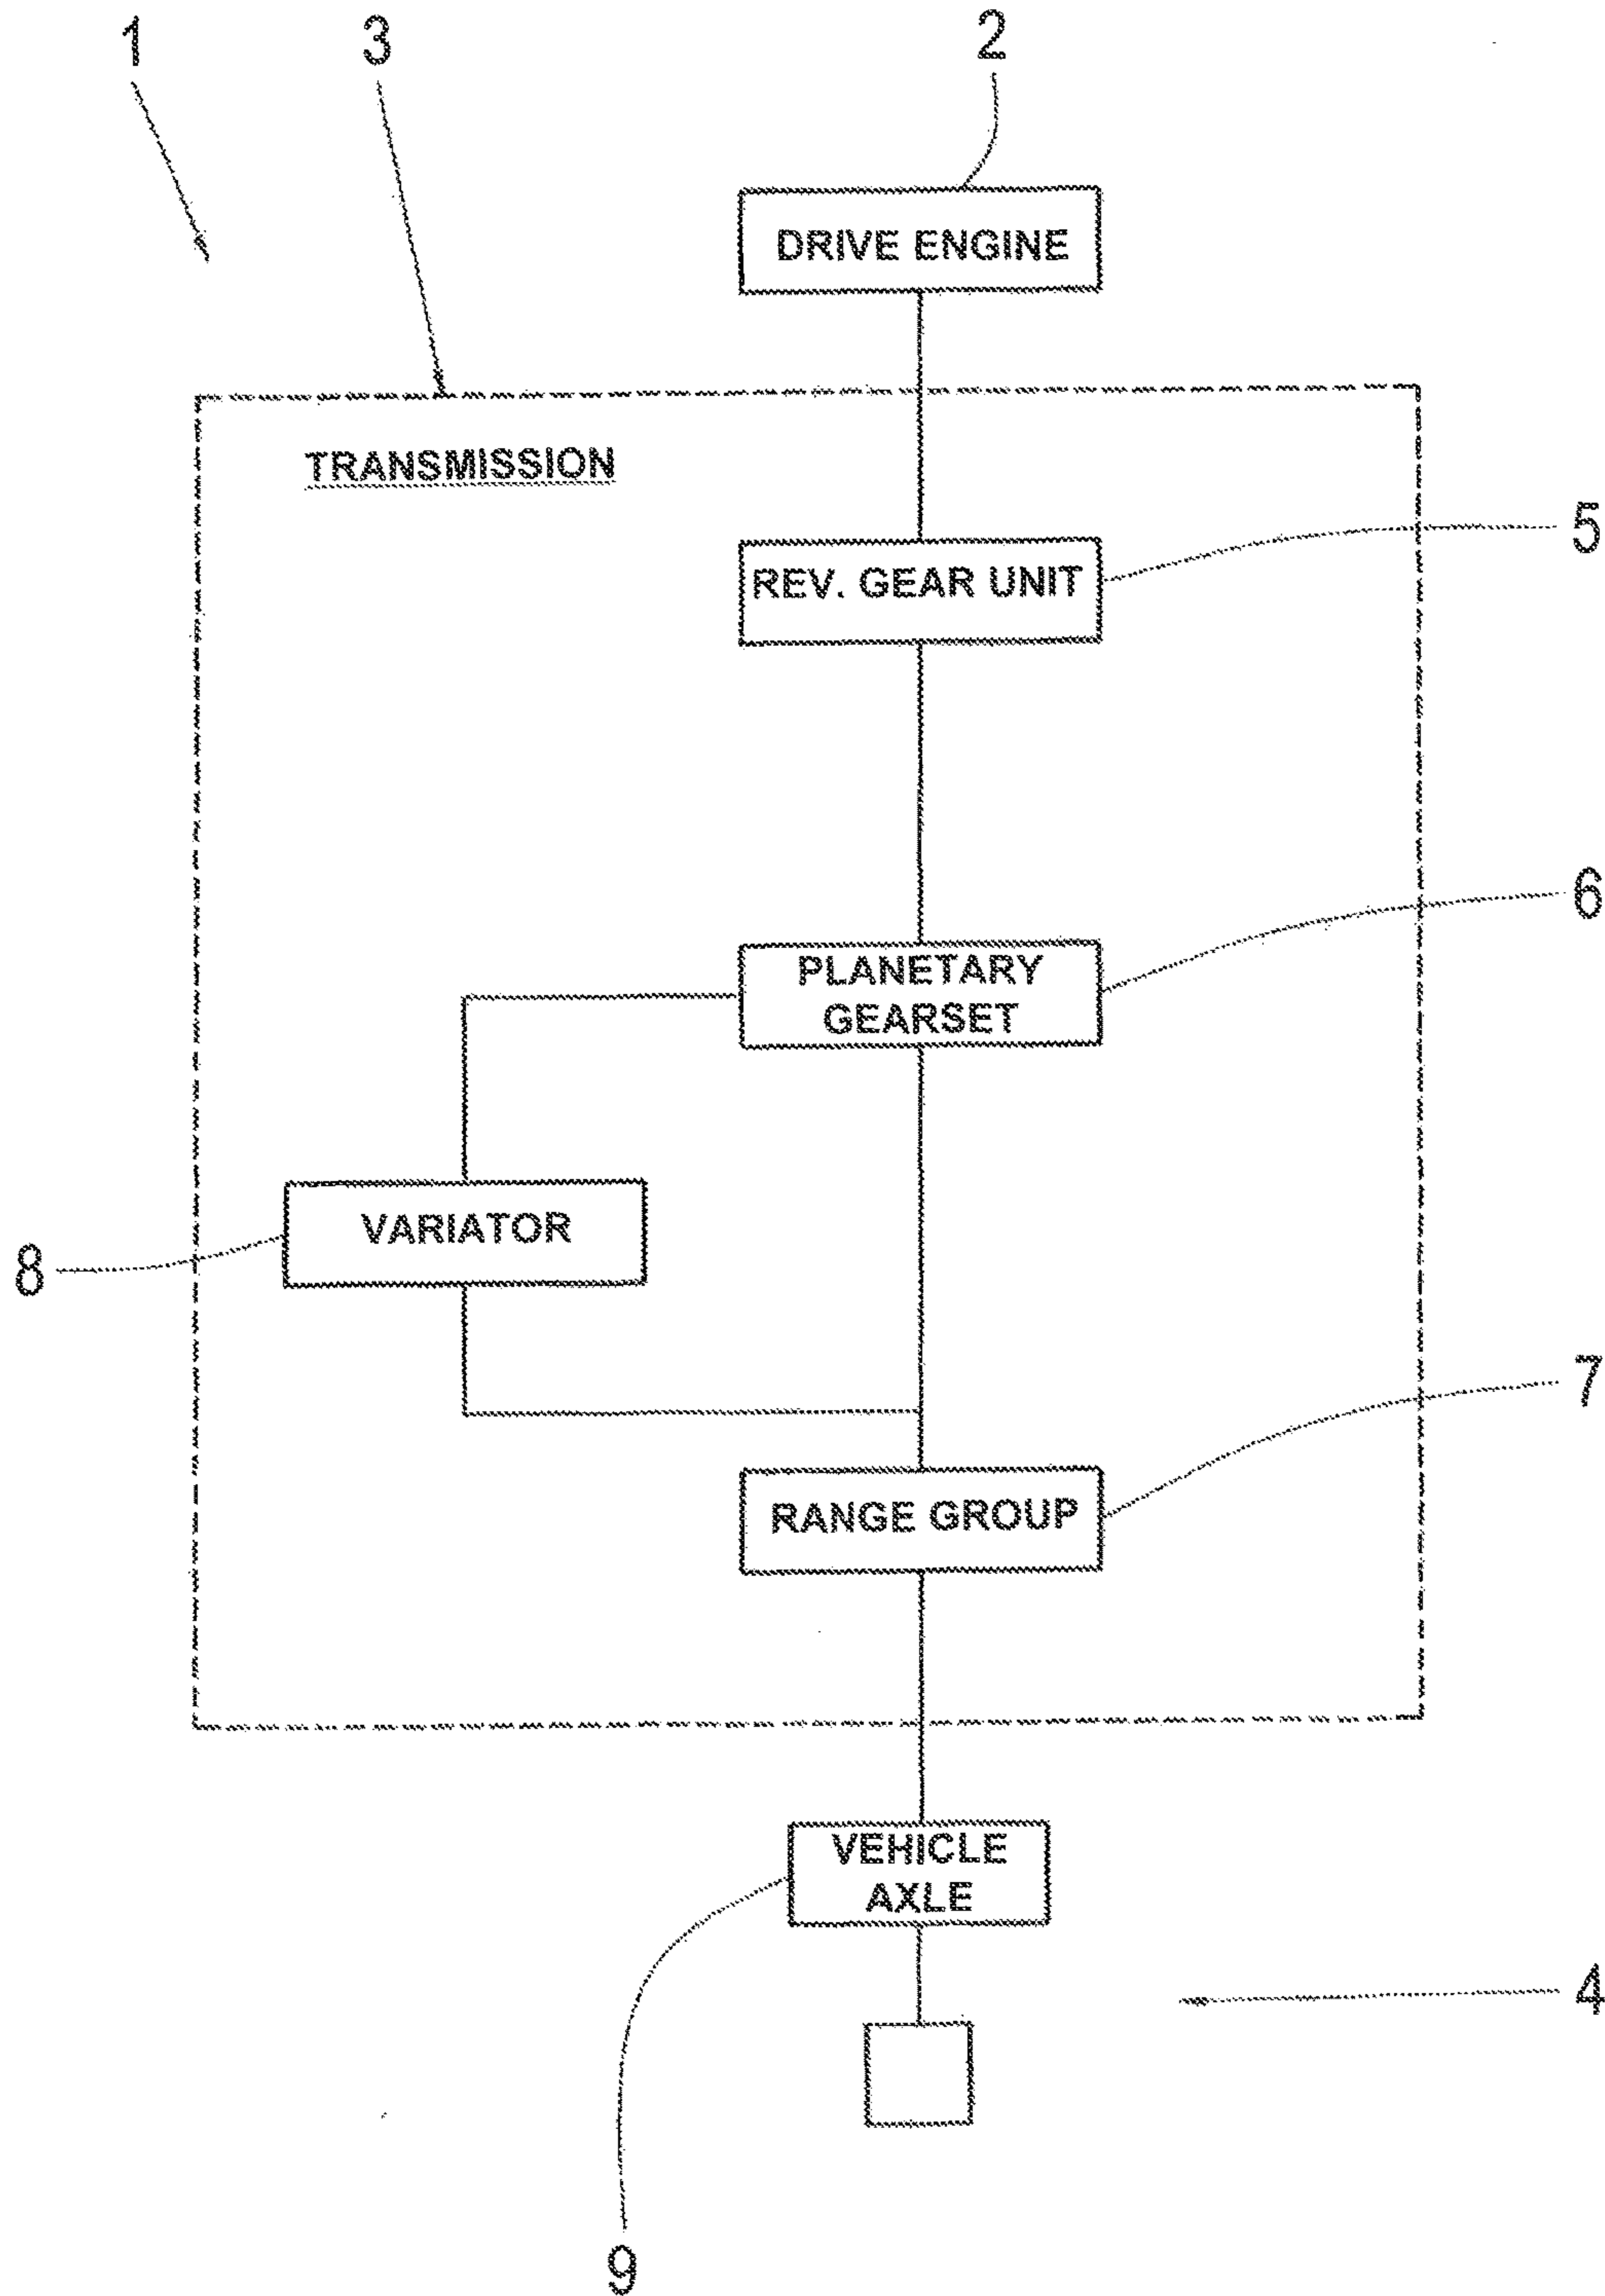 1
3
2
DRIVE ENGINE
TRANSMISSION
5
REV. GEAR UNIT
6
PLANETARY
GEARSET
VARIATOR
8
7
RANGE GROUP
VEHICLE
AXLE
4
9